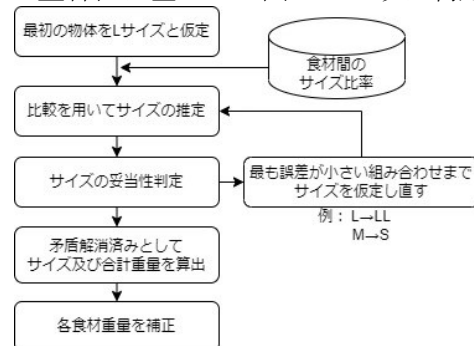 最初の物体をLサイズと仮定
食材間の
サイズ比率
比較を用いてサイズの推定
サイズの妥当性判定
最も誤差が小さい組み合わせまで
サイズを仮定し直す
例： L→LL
M→S
矛盾解消済みとして
サイズ及び合計重量を算出
各食材重量を補正